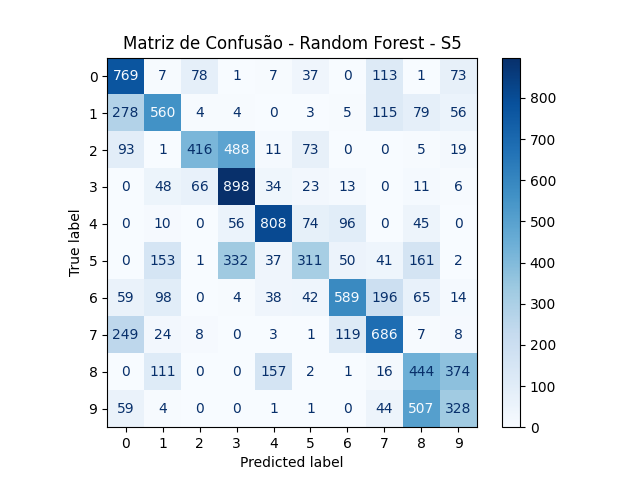 Matriz de Confusão - Random Forest - S5
True label
0 769 7 78 1 7 37 0 113 1 73
1 278 560 4 4 0 3 5 115 79 56
2 93 1 416 488 11 73 0 0 5 19
3 0 48 66 898 34 23 13 0 11 6
4 0 10 0 56 808 74 96 0 45 0
5 0 153 1 332 37 311 50 41 161 2
6 59 98 0 4 38 42 589 196 65 14
7 249 24 8 0 3 1 119 686 7 8
8 0 111 0 0 157 2 1 16 444 374
9 59 4 0 0 1 1 0 44 507 328
0 1 2 3 4 5 6 7 8 9
Predicted label
800
700
600
500
400
300
200
100
0